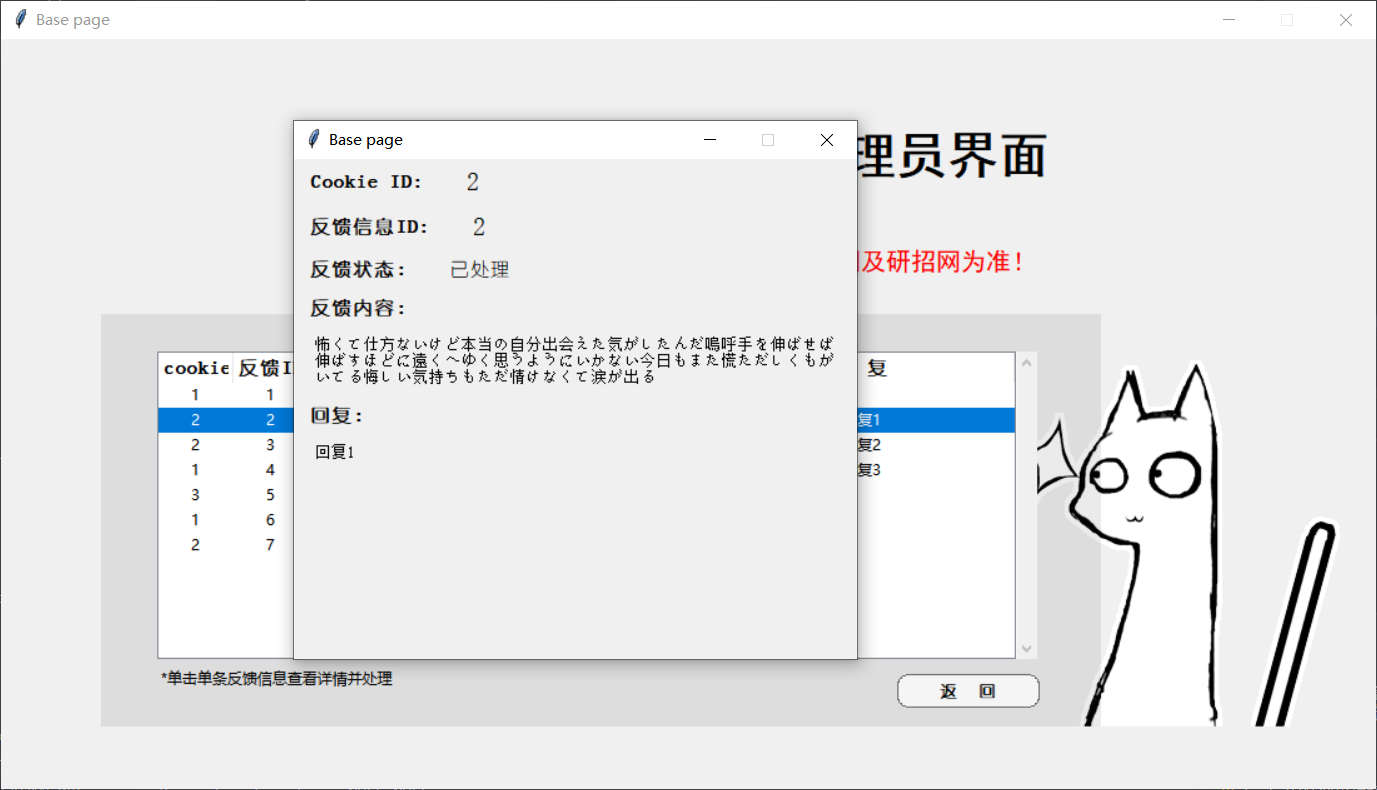 Base page
理员界面
及研招网为准！
Base page
Cookie ID: 2
反馈信息ID: 2
反馈状态: 已处理
反馈内容:
怖くて仕方ないけど本当の自分出会えた気がしたんだ嗚呼手を伸ばせば
伸ばすほどに遠くへゆく思うようにいかない今日もまた慌ただしくもが
いてる悔しい気持ちもただ情けなくて涙が出る
回复:
回复1
cookie 反馈I 复
1 1
2 2 复1
2 3 复2
1 4 复3
3 5
1 6
2 7
*单击单条反馈信息查看详情并处理
返 回